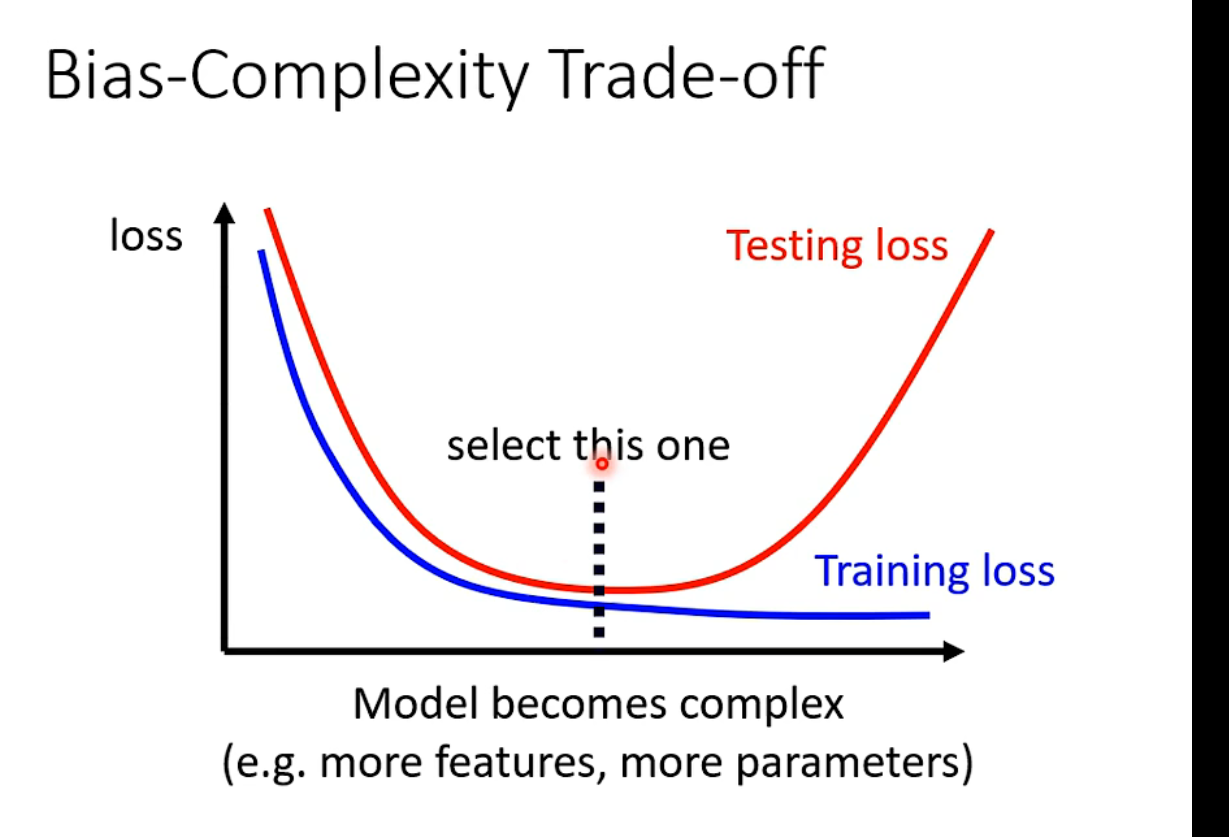 Bias-Complexity Trade-off
loss
Testing loss
select this one
Training loss
Model becomes complex
(e.g. more features, more parameters)